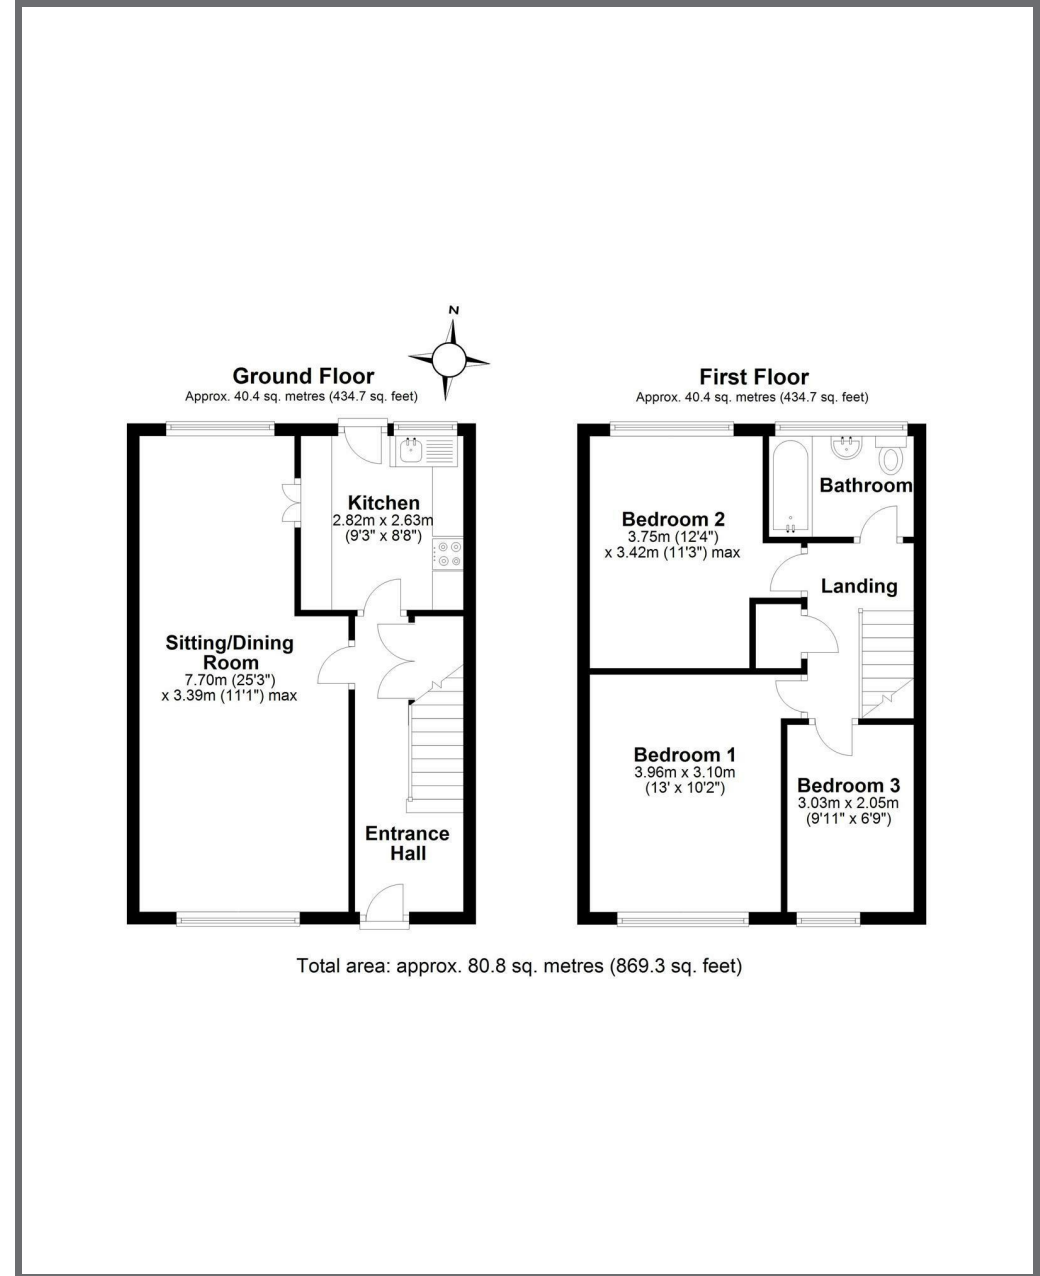 N
Ground Floor
Approx. 40.4 sq. metres (434.7 sq. feet)
Kitchen
2.82m x 2.63m
(9'3" x 8'8")
Sitting/Dining
Room
7.70m (25'3")
x 3.39m (11'1") max
Entrance
Hall
First Floor
Approx. 40.4 sq. metres (434.7 sq. feet)
Bathroom
Bedroom 2
3.75m (12'4")
x 3.42m (11'3") max
Landing
Bedroom 1
3.96m x 3.10m
(13' x 10'2")
Bedroom 3
3.03m x 2.05m
(9'11" x 6'9")
Total area: approx. 80.8 sq. metres (869.3 sq. feet)